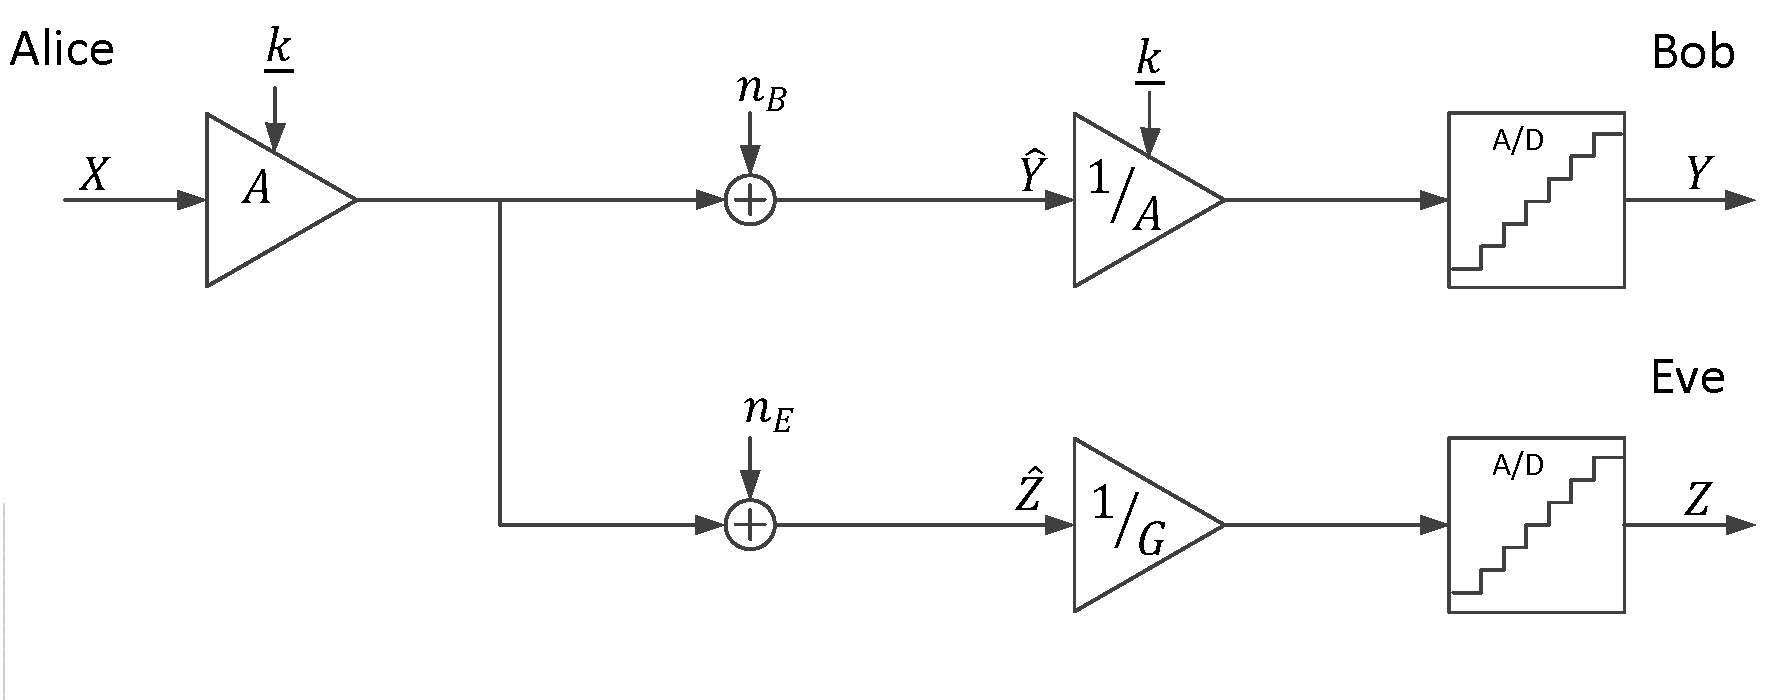 Alice
k
X
A
n_B
Ŷ
k
1/A
A/D
Bob
Y
n_E
Ẑ
1/G
A/D
Eve
Z